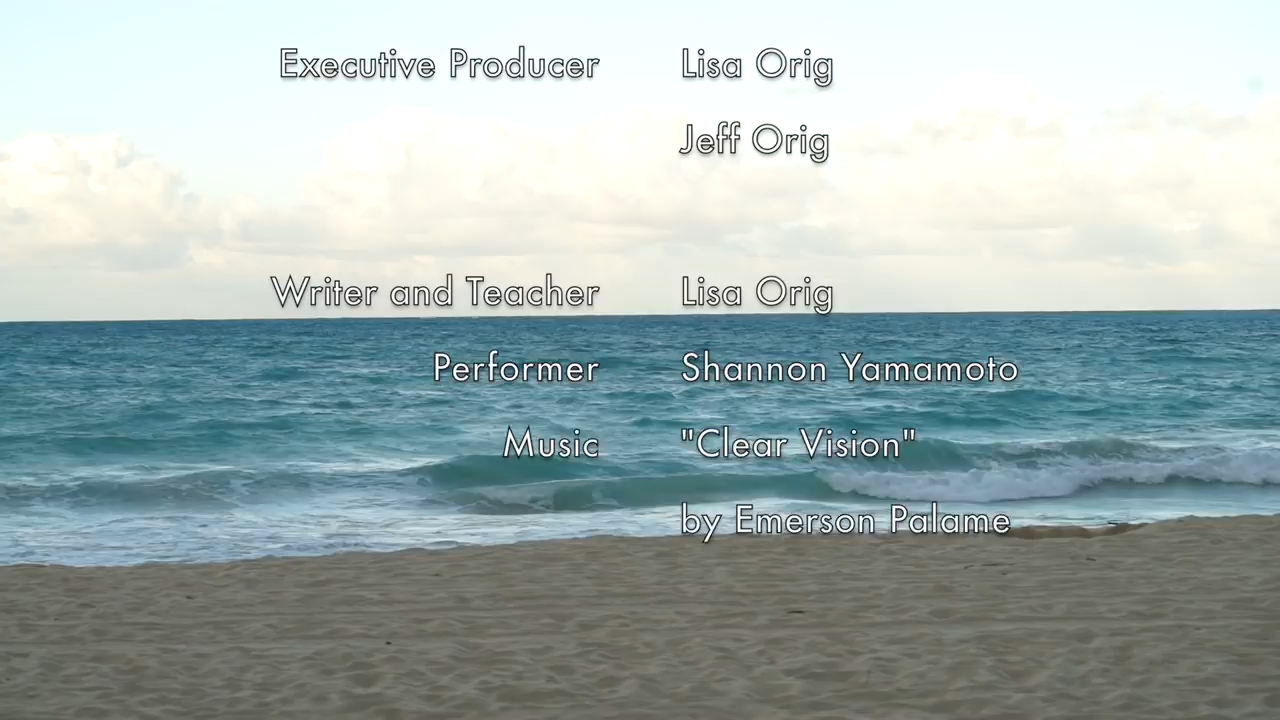 Executive Producer Lisa Orig
Jeff Orig
Writer and Teacher Lisa Orig
Performer Shannon Yamamoto
Music "Clear Vision"
by Emerson Palame